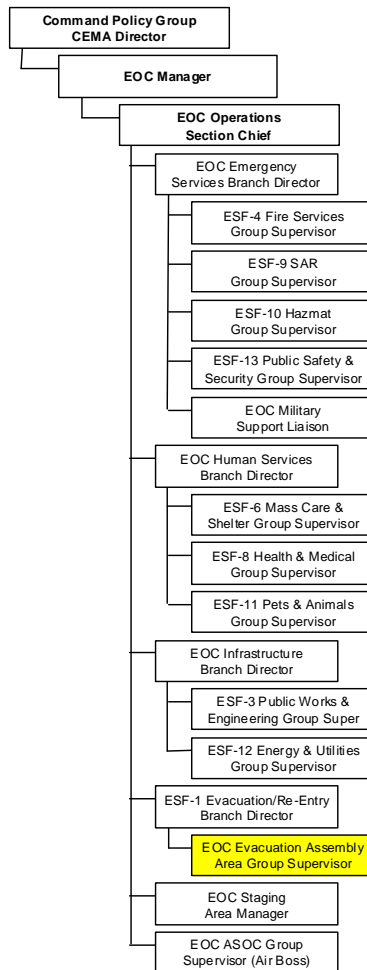 Command Policy Group
CEMA Director
EOC Manager
EOC Operations
Section Chief
EOC Emergency
Services Branch Director
ESF-4 Fire Services
Group Supervisor
ESF-9 SAR
Group Supervisor
ESF-10 Hazmat
Group Supervisor
ESF-13 Public Safety &
Security Group Supervisor
EOC Military
Support Liaison
EOC Human Services
Branch Director
ESF-6 Mass Care &
Shelter Group Supervisor
ESF-8 Health & Medical
Group Supervisor
ESF-11 Pets & Animals
Group Supervisor
EOC Infrastructure
Branch Director
ESF-3 Public Works &
Engineering Group Super
ESF-12 Energy & Utilities
Group Supervisor
ESF-1 Evacuation/Re-Entry
Branch Director
EOC Evacuation Assembly
Area Group Supervisor
EOC Staging
Area Manager
EOC ASOC Group
Supervisor (Air Boss)